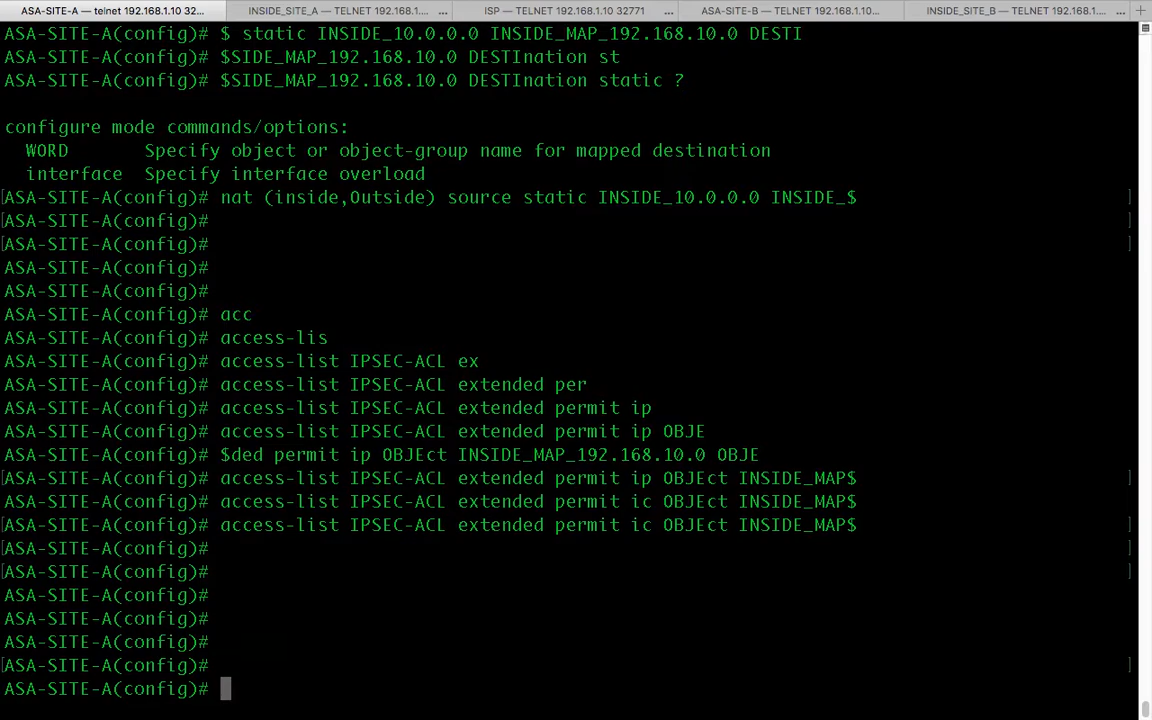 ASA-SITE-A — telnet 192.168.1.10 32... INSIDE_SITE_A — TELNET 192.168.1.... ... ISP — TELNET 192.168.1.10 32771 ... ASA-SITE-B — TELNET 192.168.1.10... INSIDE_SITE_B — TELNET 192.168.1.... ... +
ASA-SITE-A(config)# $ static INSIDE_10.0.0.0 INSIDE_MAP_192.168.10.0 DESTI
ASA-SITE-A(config)# $SIDE_MAP_192.168.10.0 DESTInation st
ASA-SITE-A(config)# $SIDE_MAP_192.168.10.0 DESTInation static ?
configure mode commands/options:
WORD Specify object or object-group name for mapped destination
interface Specify interface overload
[ASA-SITE-A(config)# nat (inside,Outside) source static INSIDE_10.0.0.0 INSIDE_$ ]
[ASA-SITE-A(config)# ]
[ASA-SITE-A(config)# ]
ASA-SITE-A(config)#
ASA-SITE-A(config)#
ASA-SITE-A(config)# acc
ASA-SITE-A(config)# access-lis
ASA-SITE-A(config)# access-list IPSEC-ACL ex
ASA-SITE-A(config)# access-list IPSEC-ACL extended per
ASA-SITE-A(config)# access-list IPSEC-ACL extended permit ip
ASA-SITE-A(config)# access-list IPSEC-ACL extended permit ip OBJE
ASA-SITE-A(config)# $ded permit ip OBJEct INSIDE_MAP_192.168.10.0 OBJE
[ASA-SITE-A(config)# access-list IPSEC-ACL extended permit ip OBJEct INSIDE_MAP$ ]
ASA-SITE-A(config)# access-list IPSEC-ACL extended permit ic OBJEct INSIDE_MAP$
[ASA-SITE-A(config)# access-list IPSEC-ACL extended permit ic OBJEct INSIDE_MAP$ ]
[ASA-SITE-A(config)# ]
[ASA-SITE-A(config)# ]
ASA-SITE-A(config)#
ASA-SITE-A(config)#
ASA-SITE-A(config)#
[ASA-SITE-A(config)# ]
ASA-SITE-A(config)#